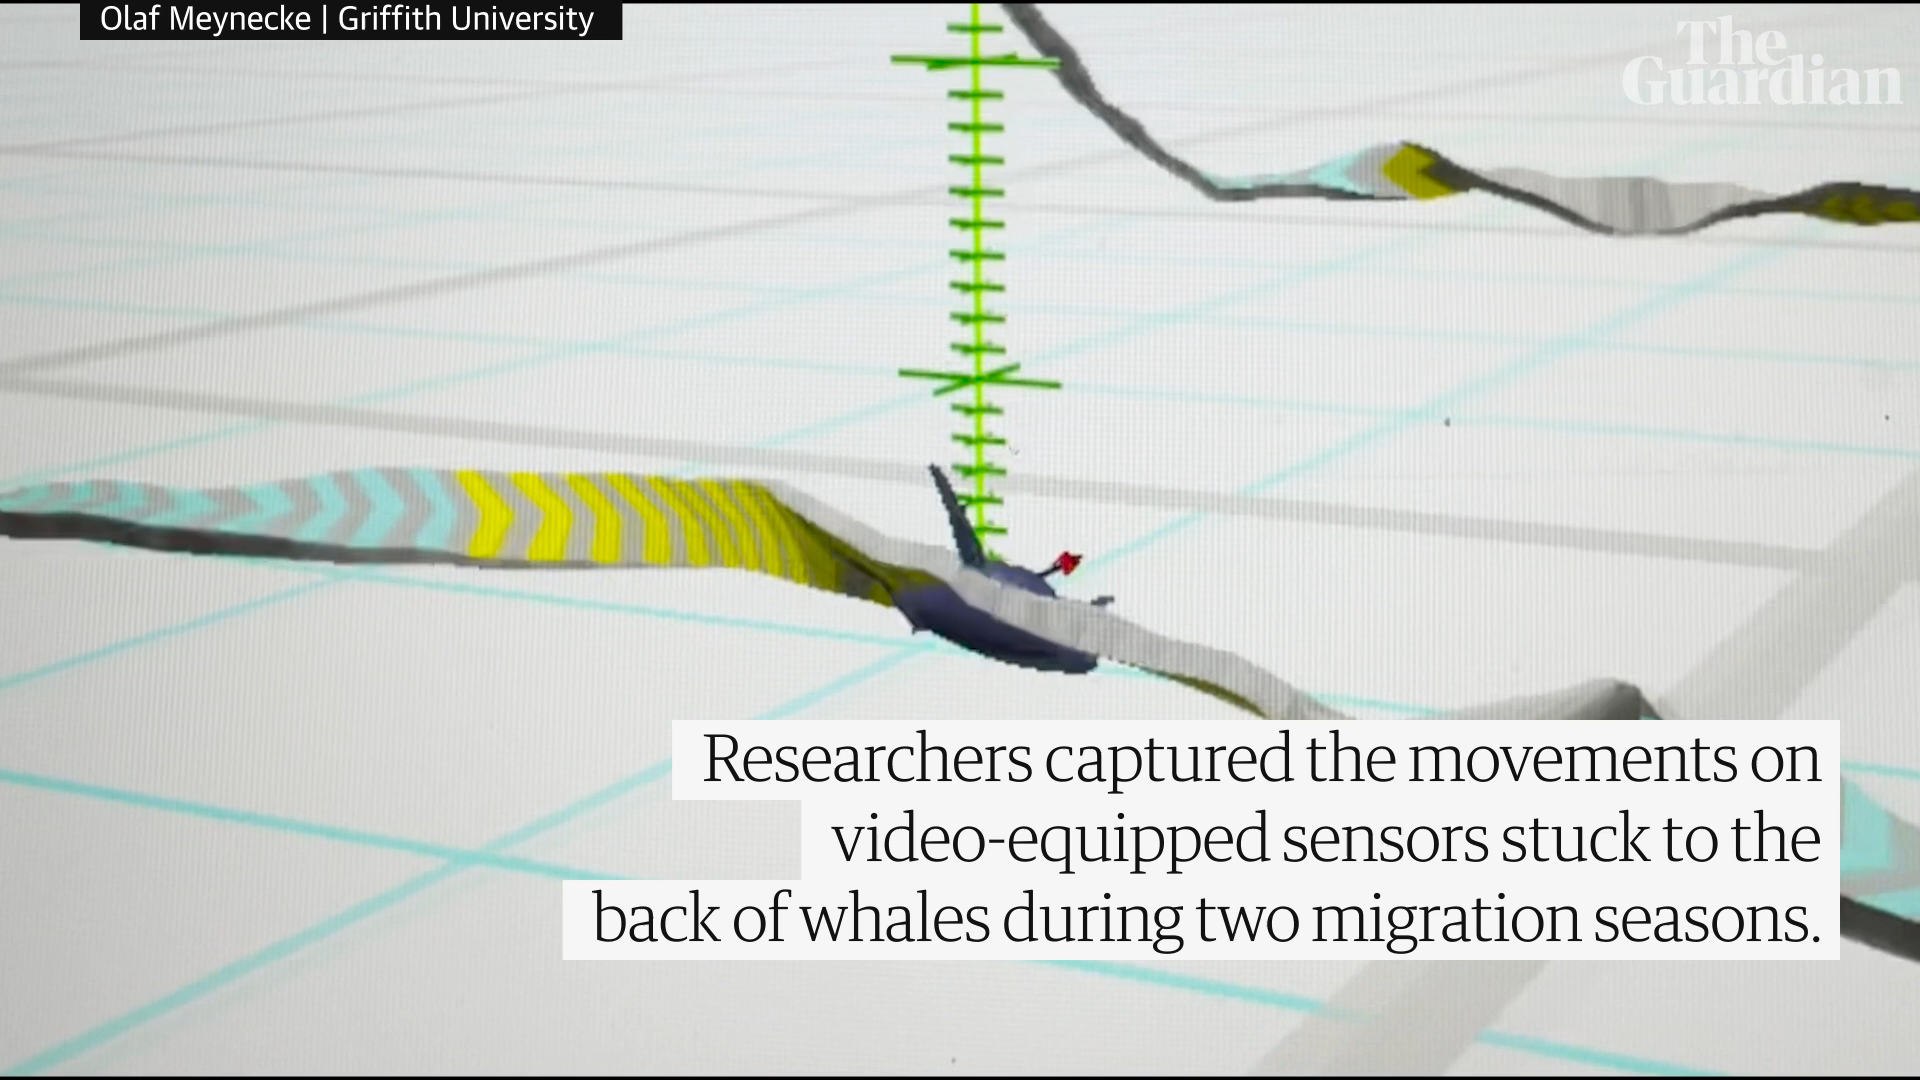 Olaf Meynecke | Griffith University
The
Guardian
Researchers captured the movements on
video-equipped sensors stuck to the
back of whales during two migration seasons.